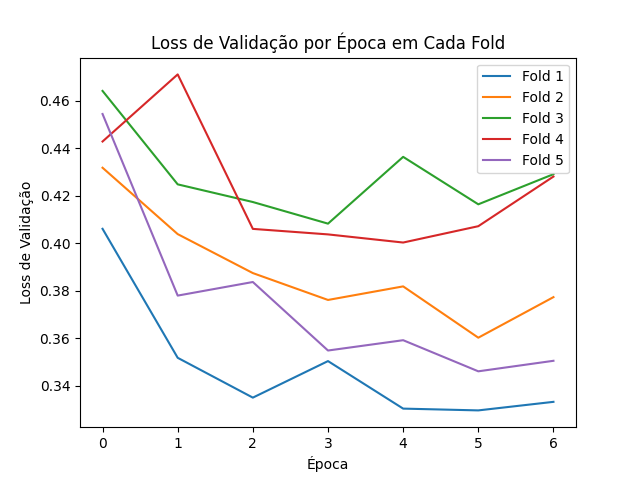 Loss de Validação por Época em Cada Fold
Fold 1
Fold 2
Fold 3
Fold 4
Fold 5
Loss de Validação
0.46
0.44
0.42
0.40
0.38
0.36
0.34
0 1 2 3 4 5 6
Época